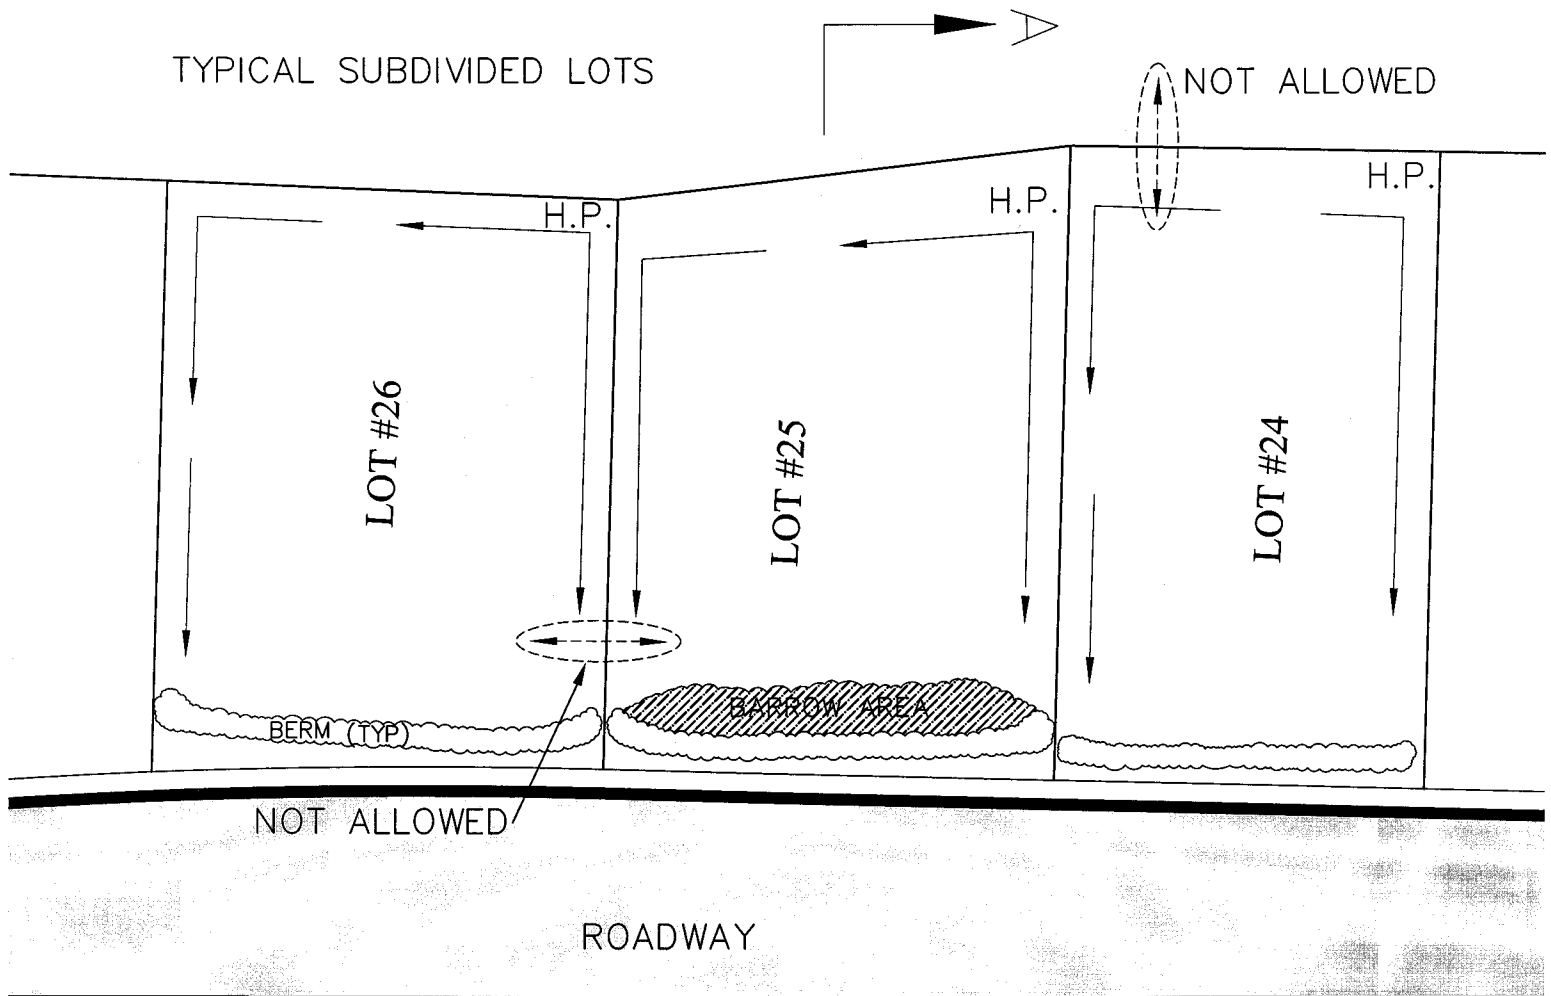 TYPICAL SUBDIVIDED LOTS
A
NOT ALLOWED
H.P.
H.P.
H.P.
LOT #26
LOT #25
LOT #24
BERM (TYP)
BARROW AREA
NOT ALLOWED
ROADWAY